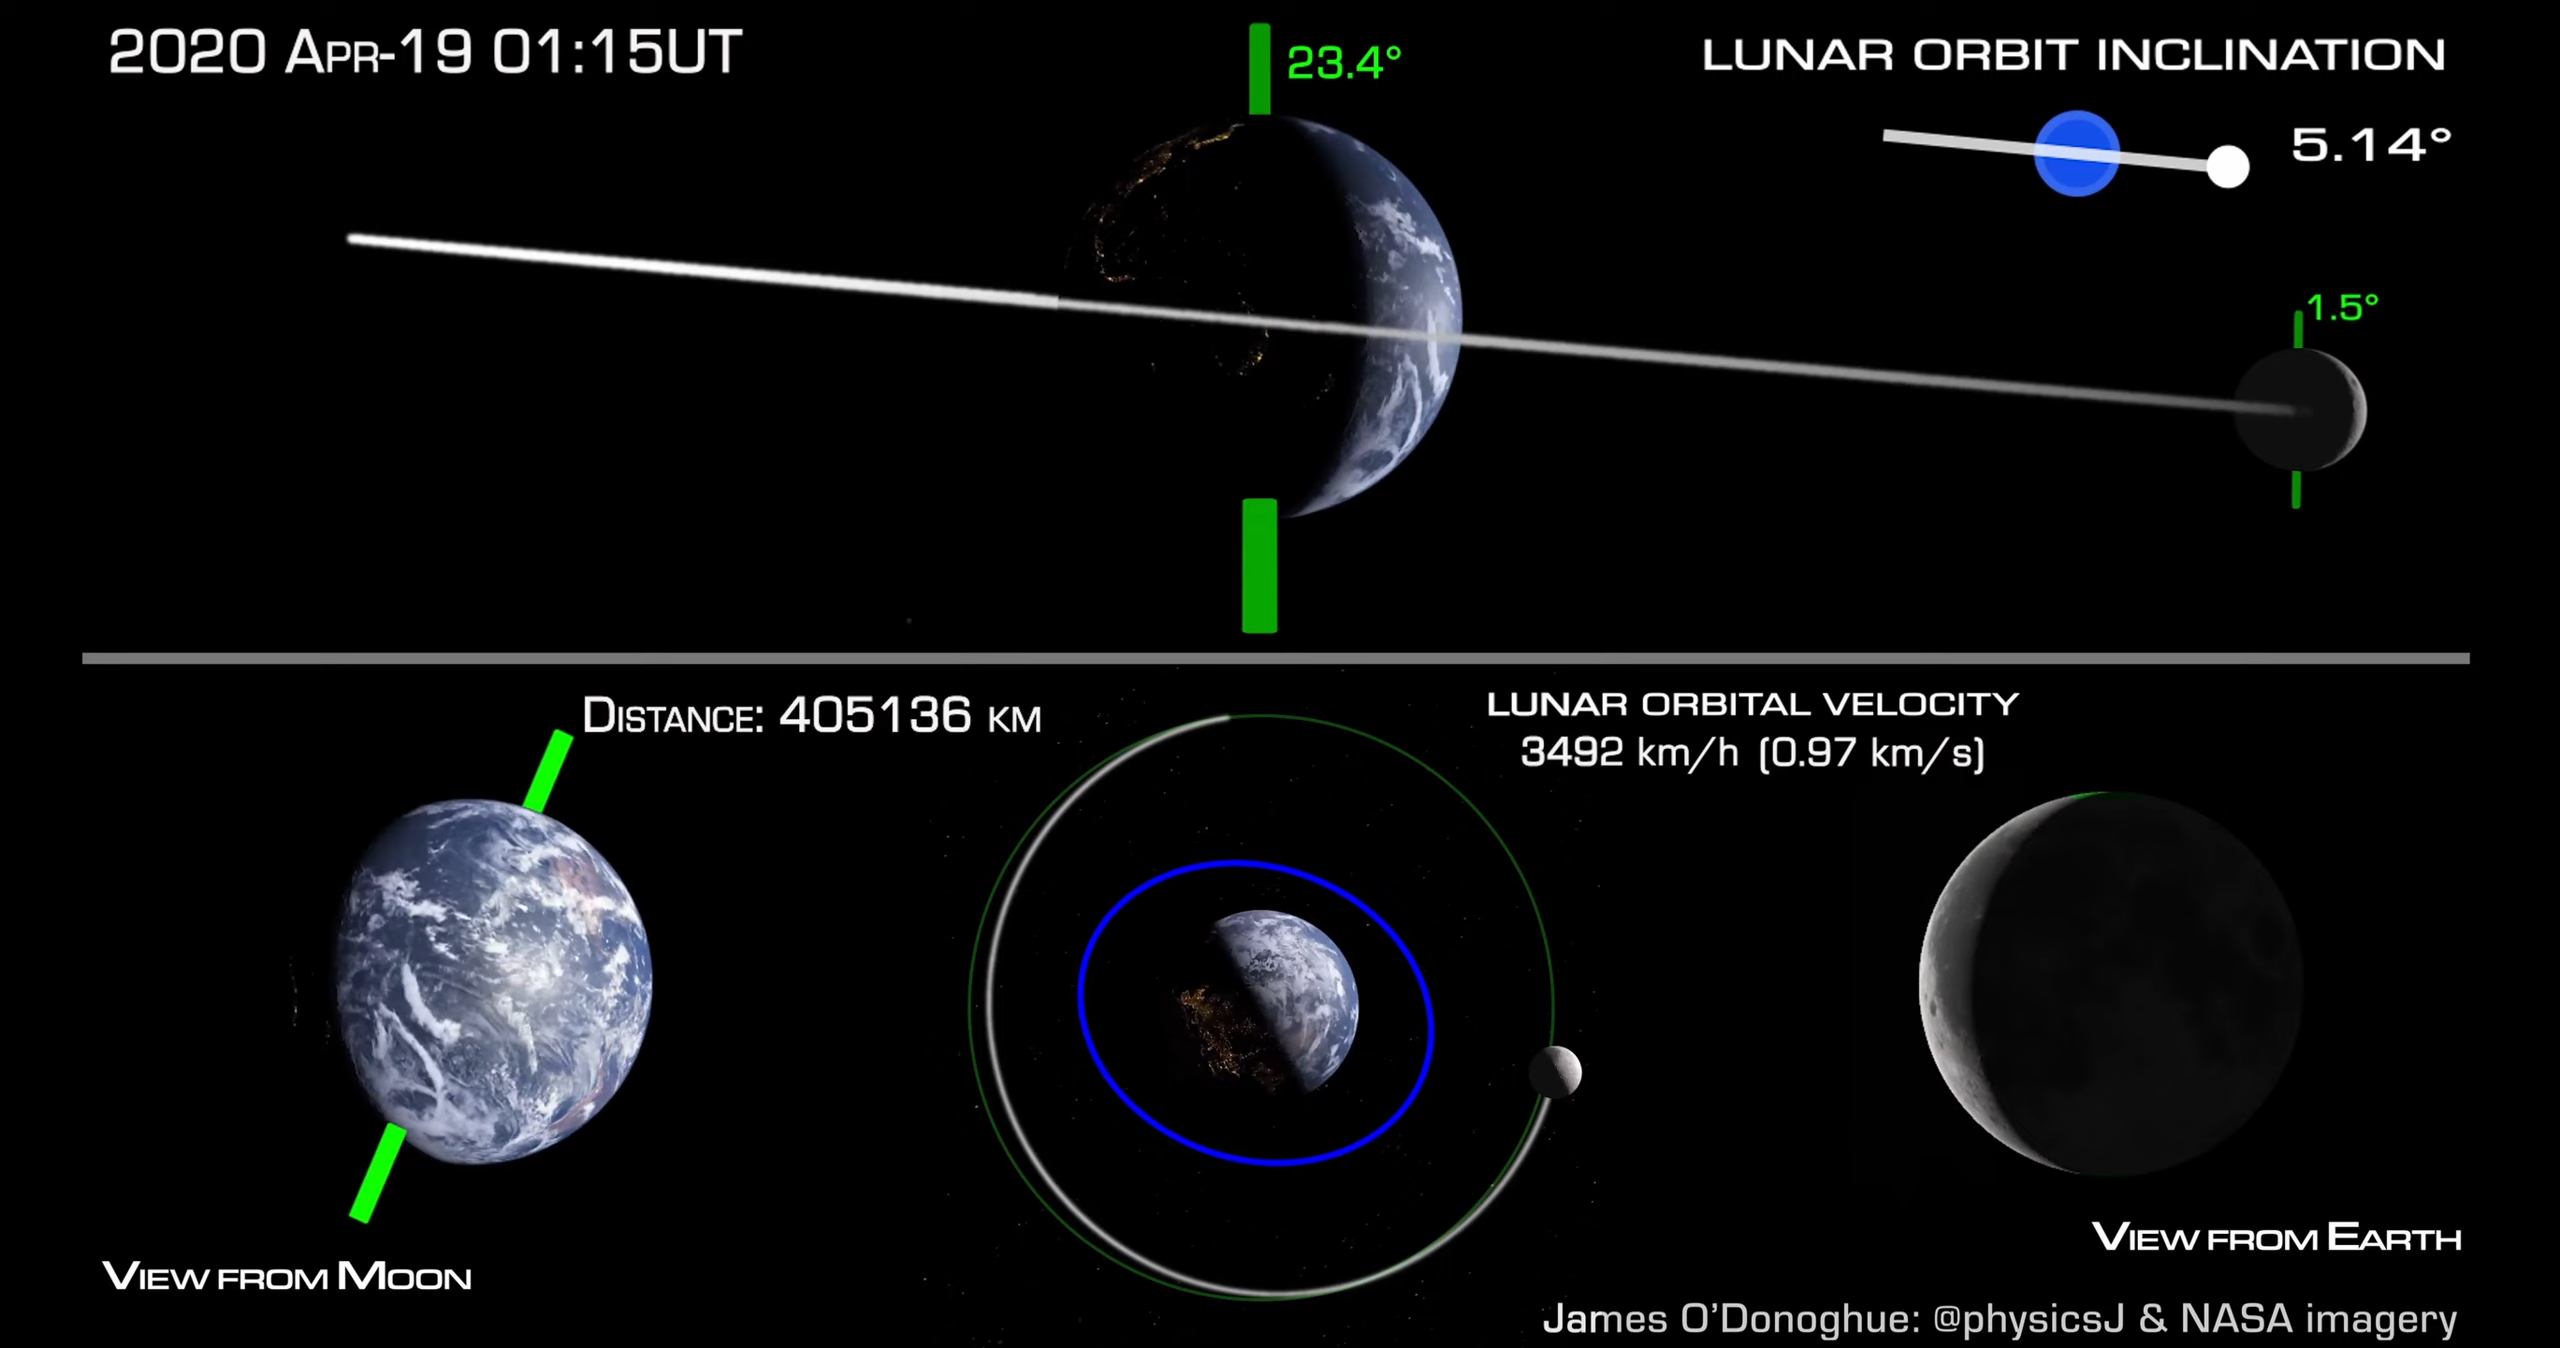 2020 Apr-19 01:15UT
23.4°
LUNAR ORBIT INCLINATION
5.14°
1.5°
Distance: 405136 km
LUNAR ORBITAL VELOCITY
3492 km/h (0.97 km/s)
View from Moon
View from Earth
James O'Donoghue: @physicsJ & NASA imagery